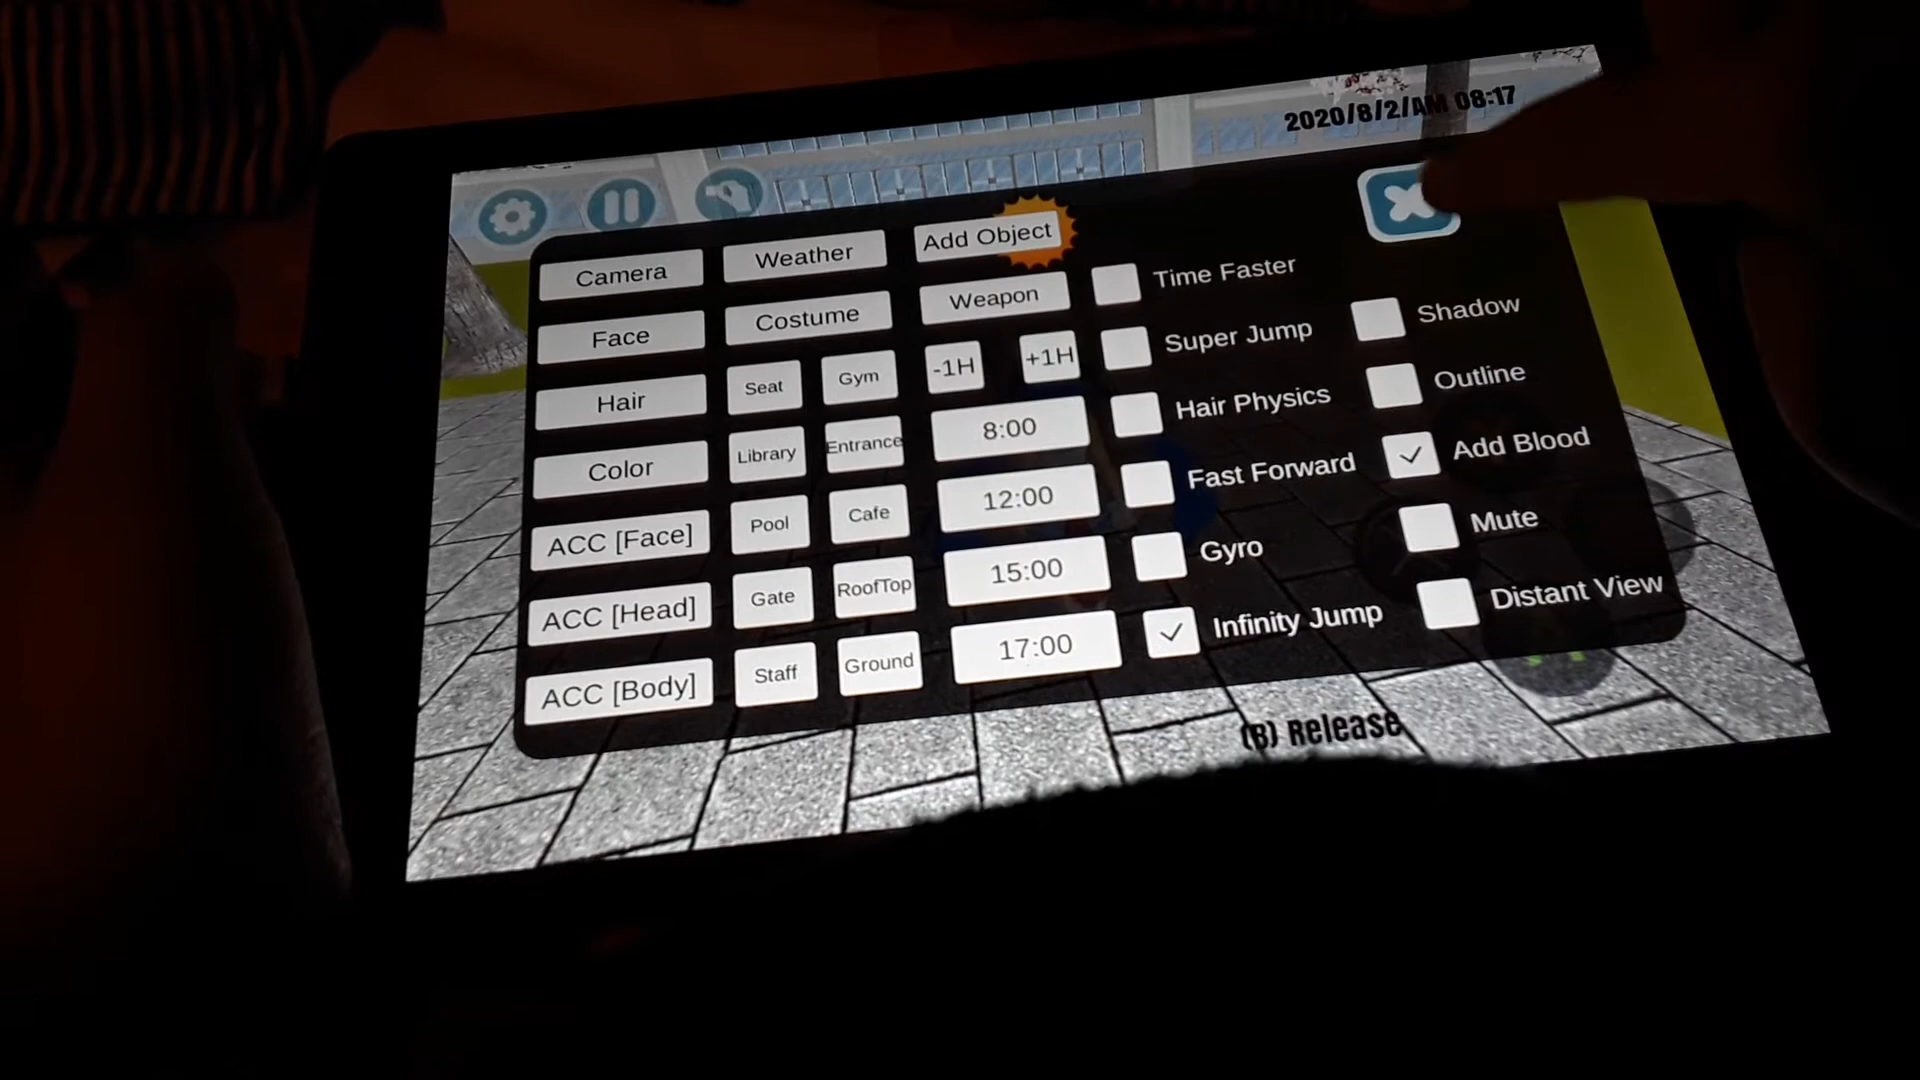 2020/8/2/AM 08:17
Camera
Weather
Add Object
Face
Costume
Weapon
Time Faster
Shadow
Hair
Seat
Gym
-1H
+1H
Super Jump
Outline
Color
Library
Entrance
8:00
Hair Physics
Add Blood
ACC [Face]
Pool
Cafe
12:00
Fast Forward
Mute
ACC [Head]
Gate
RoofTop
15:00
Gyro
Distant View
ACC [Body]
Staff
Ground
17:00
Infinity Jump
(B) Release